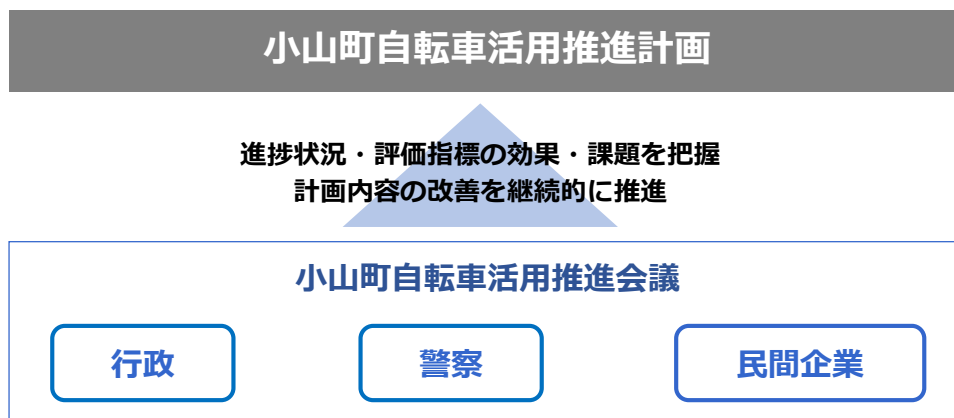 小山町自転車活用推進計画
進捗状況・評価指標の効果・課題を把握
計画内容の改善を継続的に推進
小山町自転車活用推進会議
行政
警察
民間企業